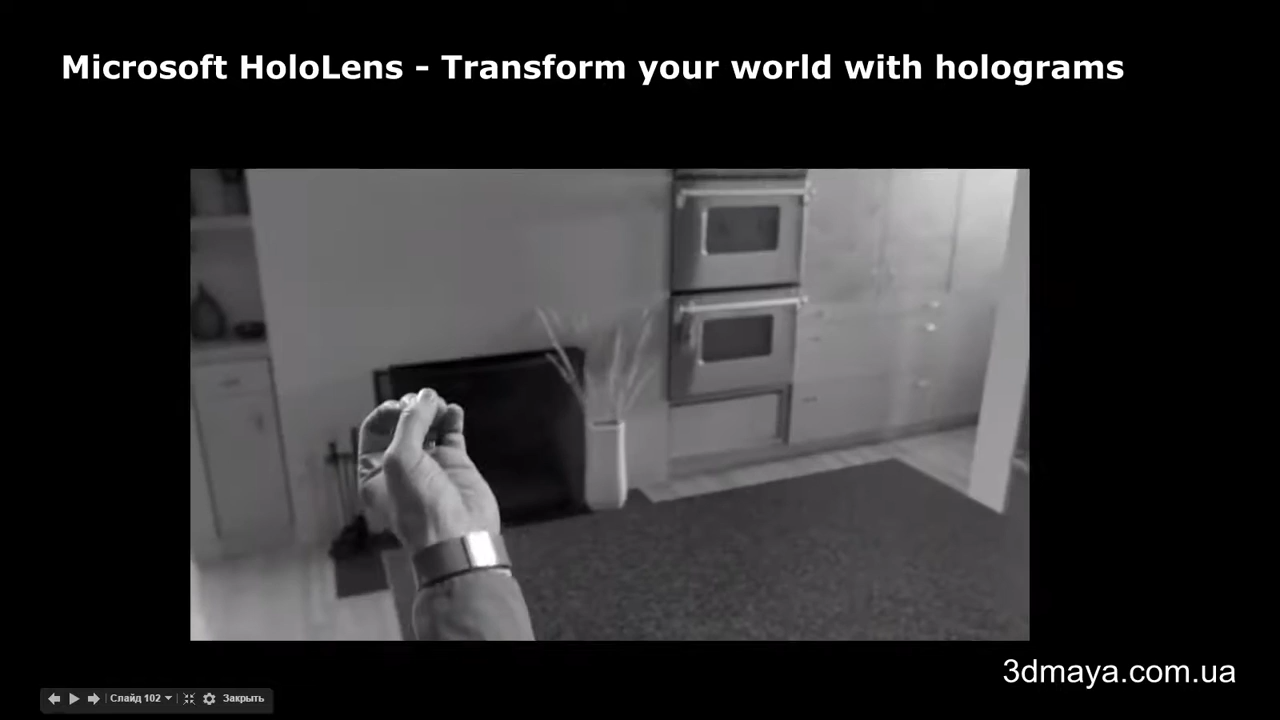 Microsoft HoloLens - Transform your world with holograms
3dmaya.com.ua
Слайд 102
Закрыть